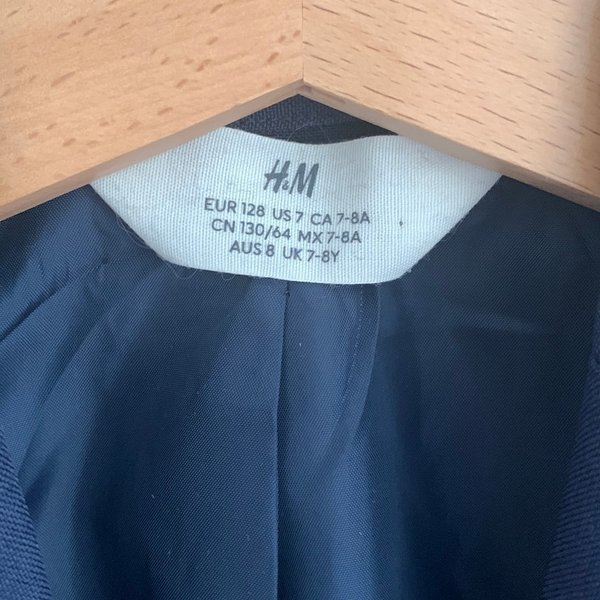 H&M
EUR 128 US 7 CA 7-8A
CN 130/64 MX 7-8A
AUS 8 UK 7-8Y